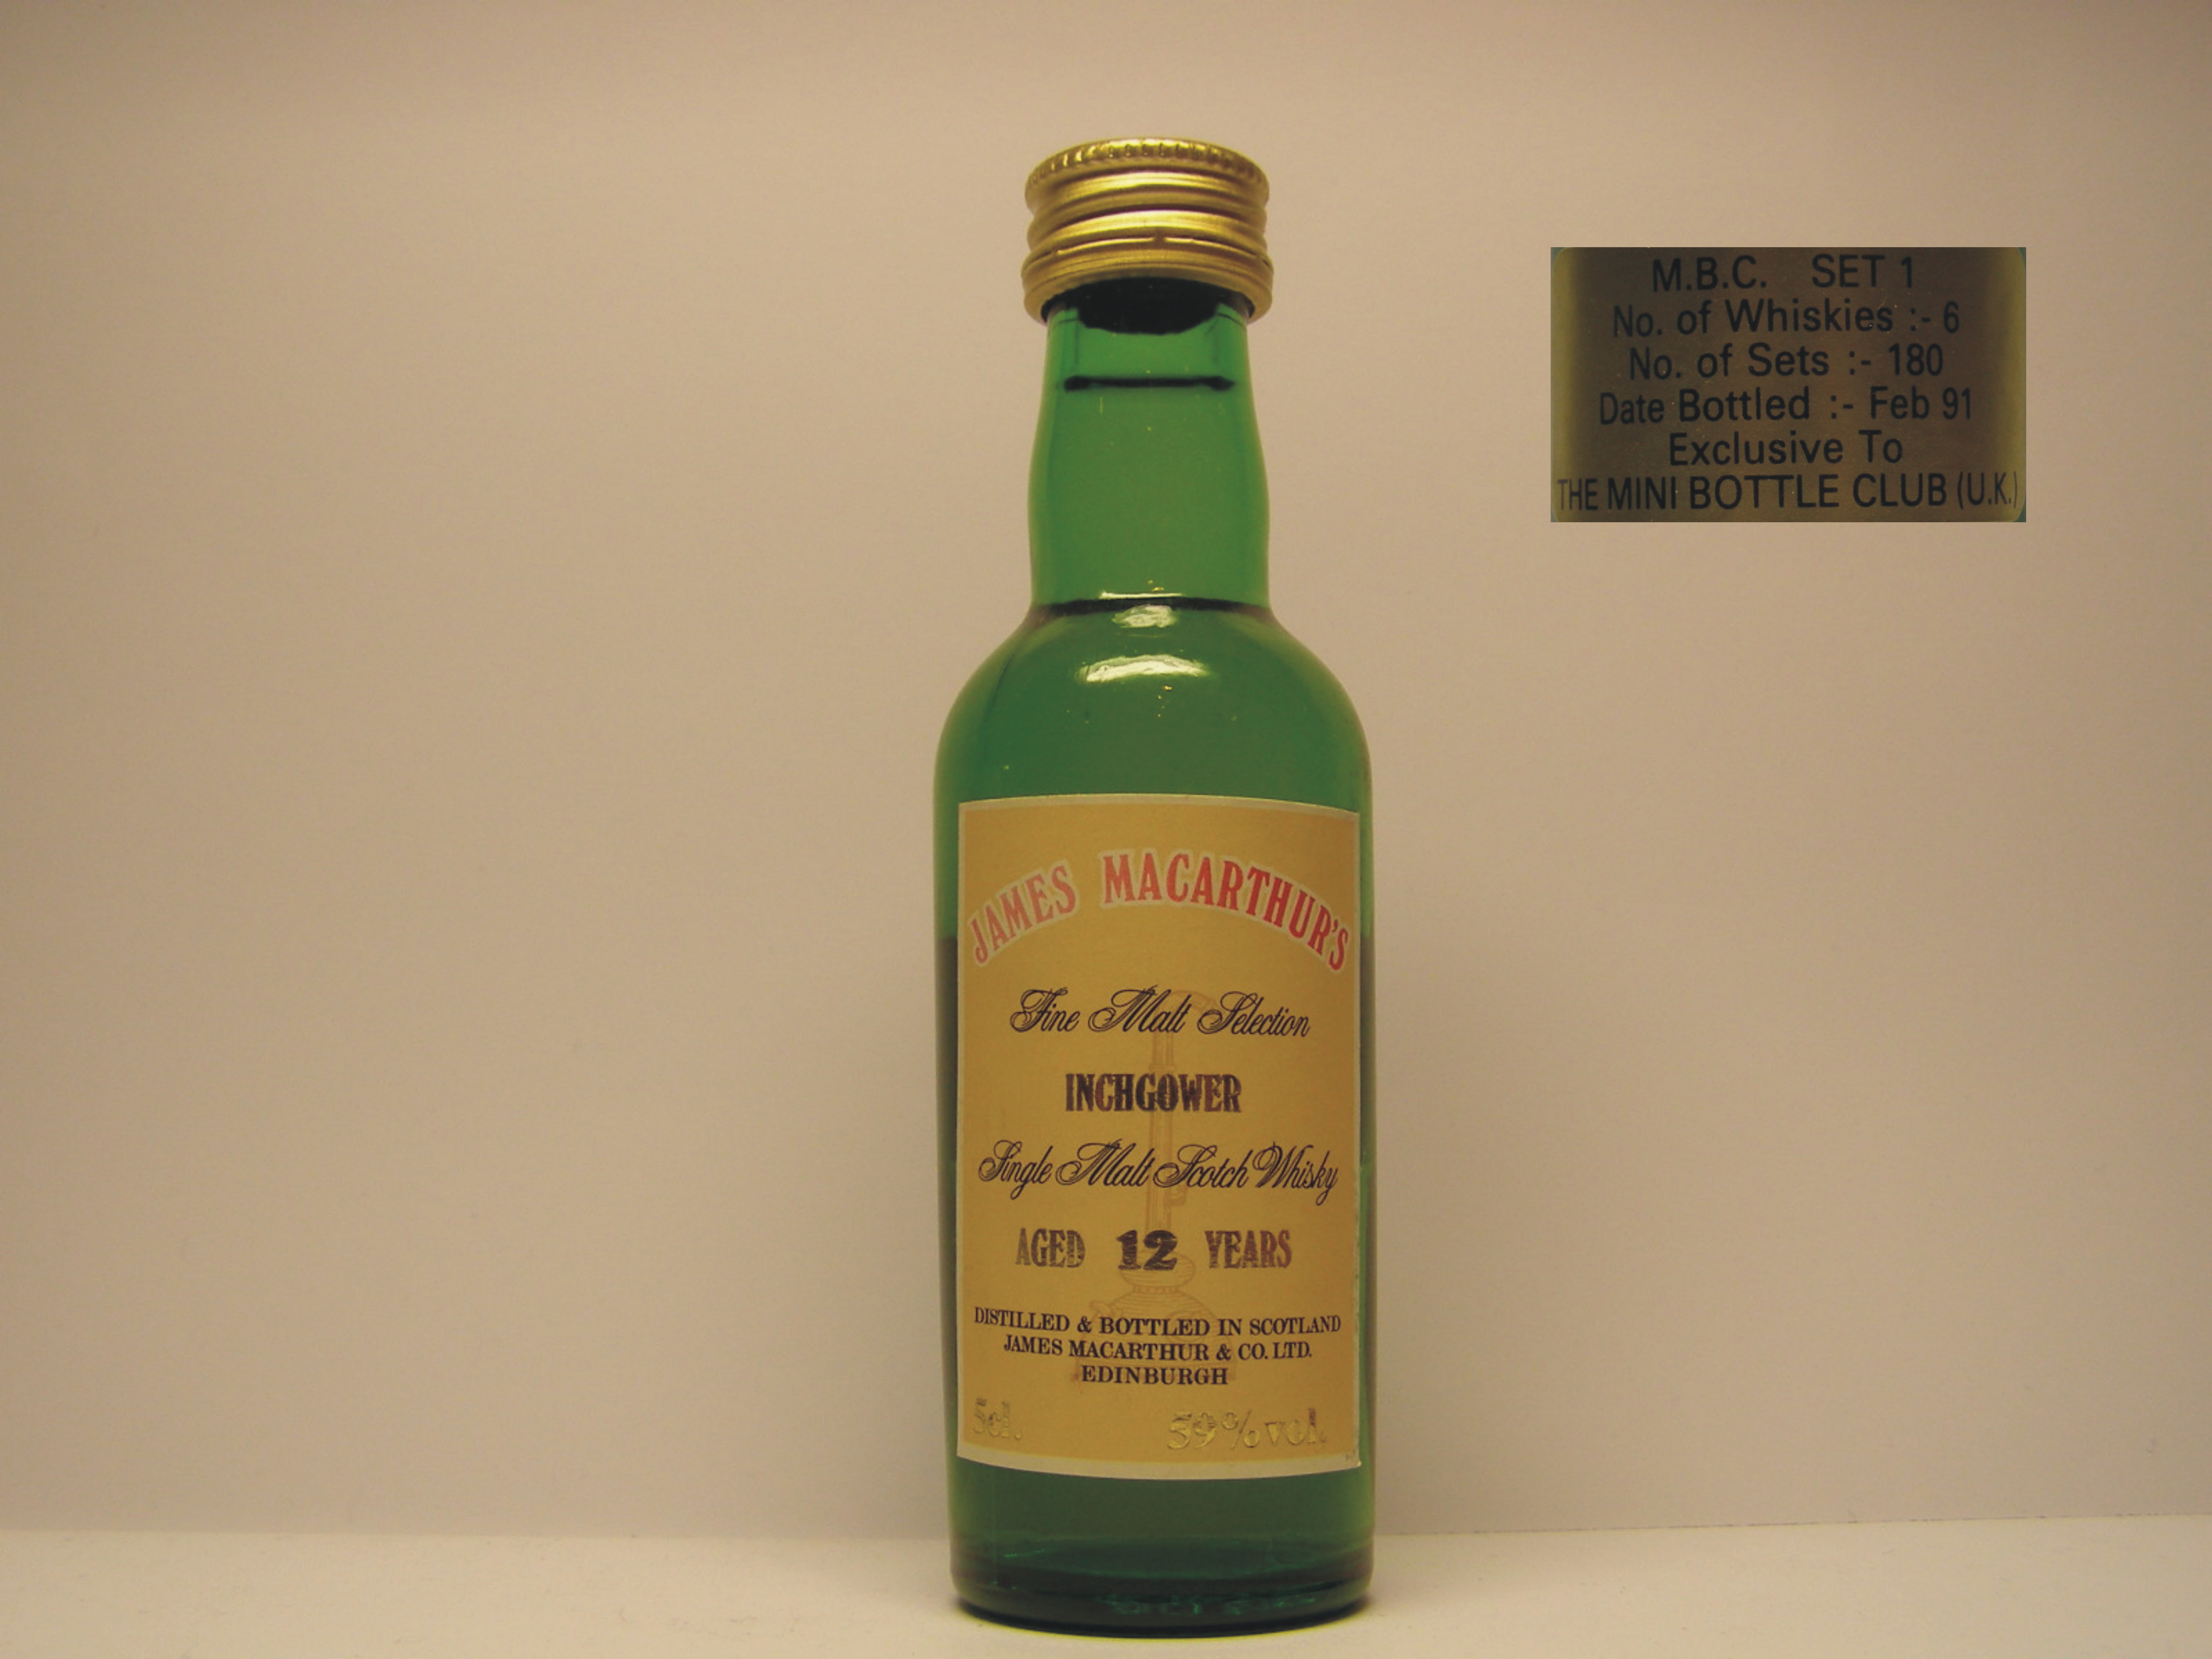 M.B.C. SET 1
No. of Whiskies :- 6
No. of Sets :- 180
Date Bottled :- Feb 91
Exclusive To
THE MINI BOTTLE CLUB (U.K.)
JAMES MACARTHUR'S
Fine Malt Selection
INCHGOWER
Single Malt Scotch Whisky
AGED 12 YEARS
DISTILLED & BOTTLED IN SCOTLAND
JAMES MACARTHUR & CO. LTD.
EDINBURGH
5cl. 59% vol.